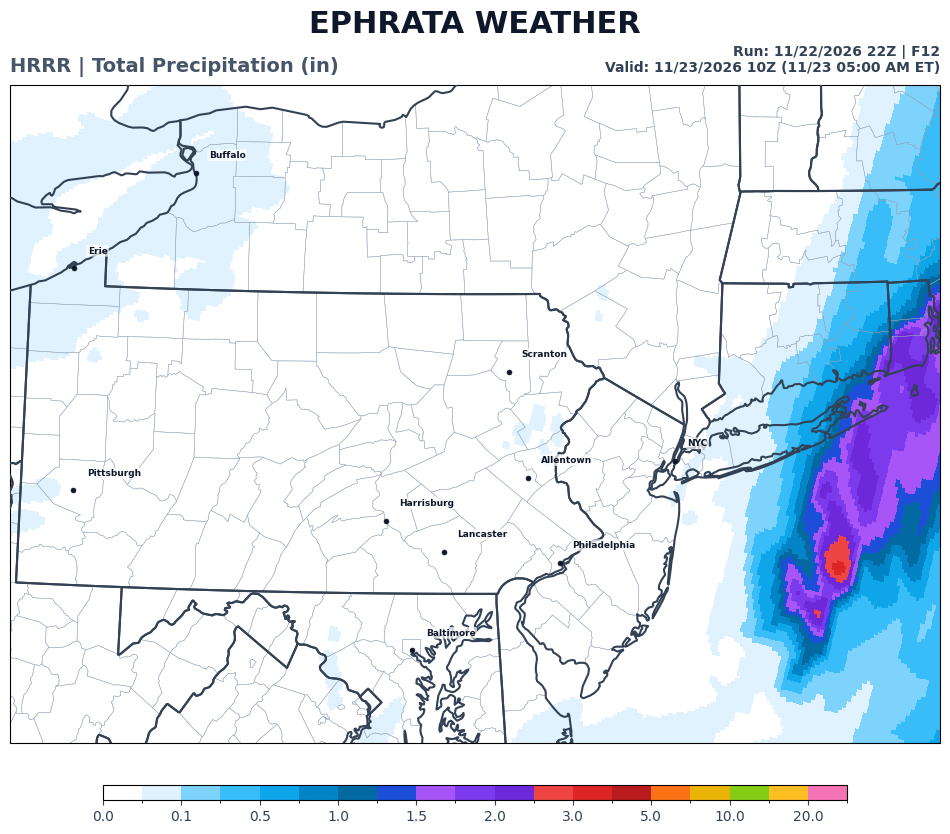 EPHRATA WEATHER
Run: 11/22/2026 22Z | F12
HRRR | Total Precipitation (in)
Valid: 11/23/2026 10Z (11/23 05:00 AM ET)
Buffalo
Erie
Scranton
NYC
Allentown
Pittsburgh
Harrisburg
Lancaster
Philadelphia
Baltimore
0.0 0.1 0.5 1.0 1.5 2.0 3.0 5.0 10.0 20.0